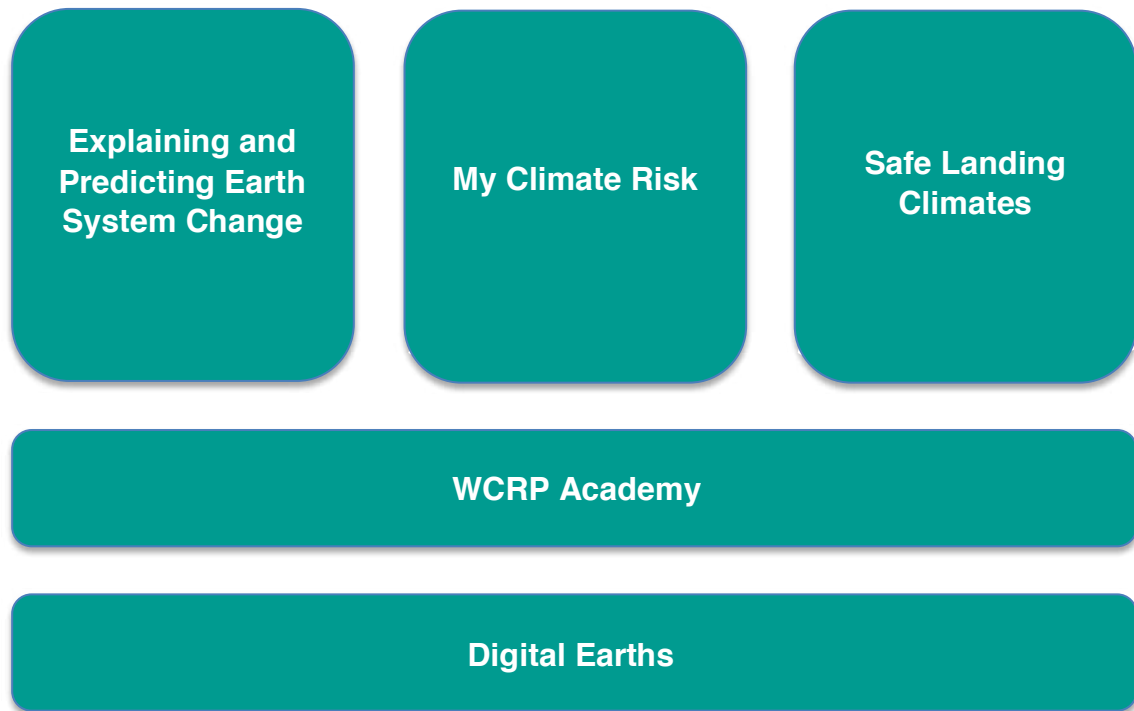 Explaining and
Predicting Earth
System Change
My Climate Risk
Safe Landing
Climates
WCRP Academy
Digital Earths